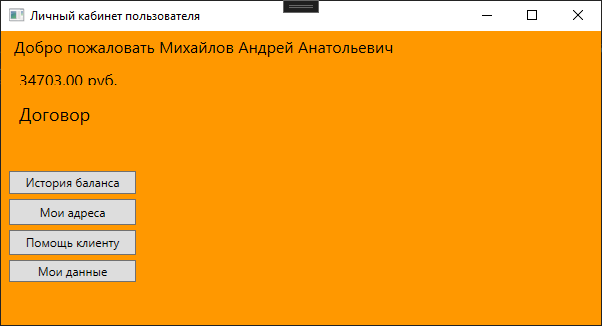 Личный кабинет пользователя
Добро пожаловать Михайлов Андрей Анатольевич
34703.00 руб.
Договор
История баланса
Мои адреса
Помощь клиенту
Мои данные